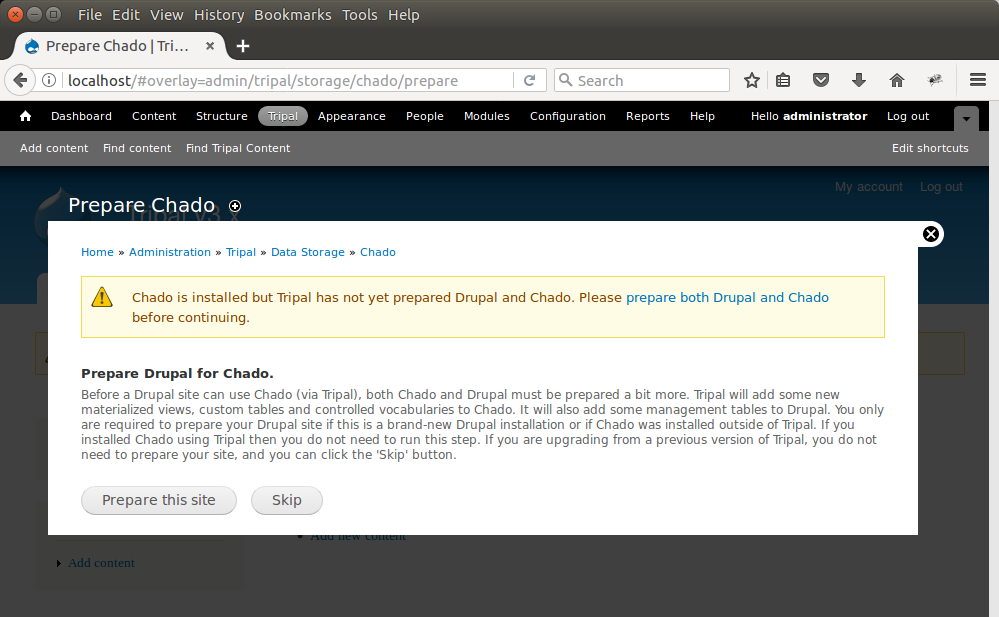 File Edit View History Bookmarks Tools Help
Prepare Chado | Tri...
localhost/#overlay=admin/tripal/storage/chado/prepare
Search
Dashboard Content Structure Tripal Appearance People Modules Configuration Reports Help Hello administrator Log out
Add content Find content Find Tripal Content Edit shortcuts
My account Log out
Prepare Chado
Tripal v3.x
Home » Administration » Tripal » Data Storage » Chado
Chado is installed but Tripal has not yet prepared Drupal and Chado. Please prepare both Drupal and Chado
before continuing.
Prepare Drupal for Chado.
Before a Drupal site can use Chado (via Tripal), both Chado and Drupal must be prepared a bit more. Tripal will add some new
materialized views, custom tables and controlled vocabularies to Chado. It will also add some management tables to Drupal. You only
are required to prepare your Drupal site if this is a brand-new Drupal installation or if Chado was installed outside of Tripal. If you
installed Chado using Tripal then you do not need to run this step. If you are upgrading from a previous version of Tripal, you do not
need to prepare your site, and you can click the 'Skip' button.
Prepare this site Skip
Add new content
Add content